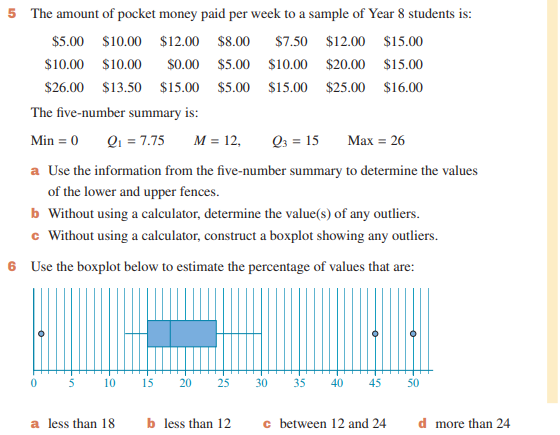 5 The amount of pocket money paid per week to a sample of Year 8 students is:
$5.00 $10.00 $12.00 $8.00 $7.50 $12.00 $15.00
$10.00 $10.00 $0.00 $5.00 $10.00 $20.00 $15.00
$26.00 $13.50 $15.00 $5.00 $15.00 $25.00 $16.00
The five-number summary is:
Min = 0 Q₁ = 7.75 M = 12, Q₃ = 15 Max = 26
a Use the information from the five-number summary to determine the values
of the lower and upper fences.
b Without using a calculator, determine the value(s) of any outliers.
c Without using a calculator, construct a boxplot showing any outliers.
6 Use the boxplot below to estimate the percentage of values that are:
0 5 10 15 20 25 30 35 40 45 50
a less than 18 b less than 12 c between 12 and 24 d more than 24